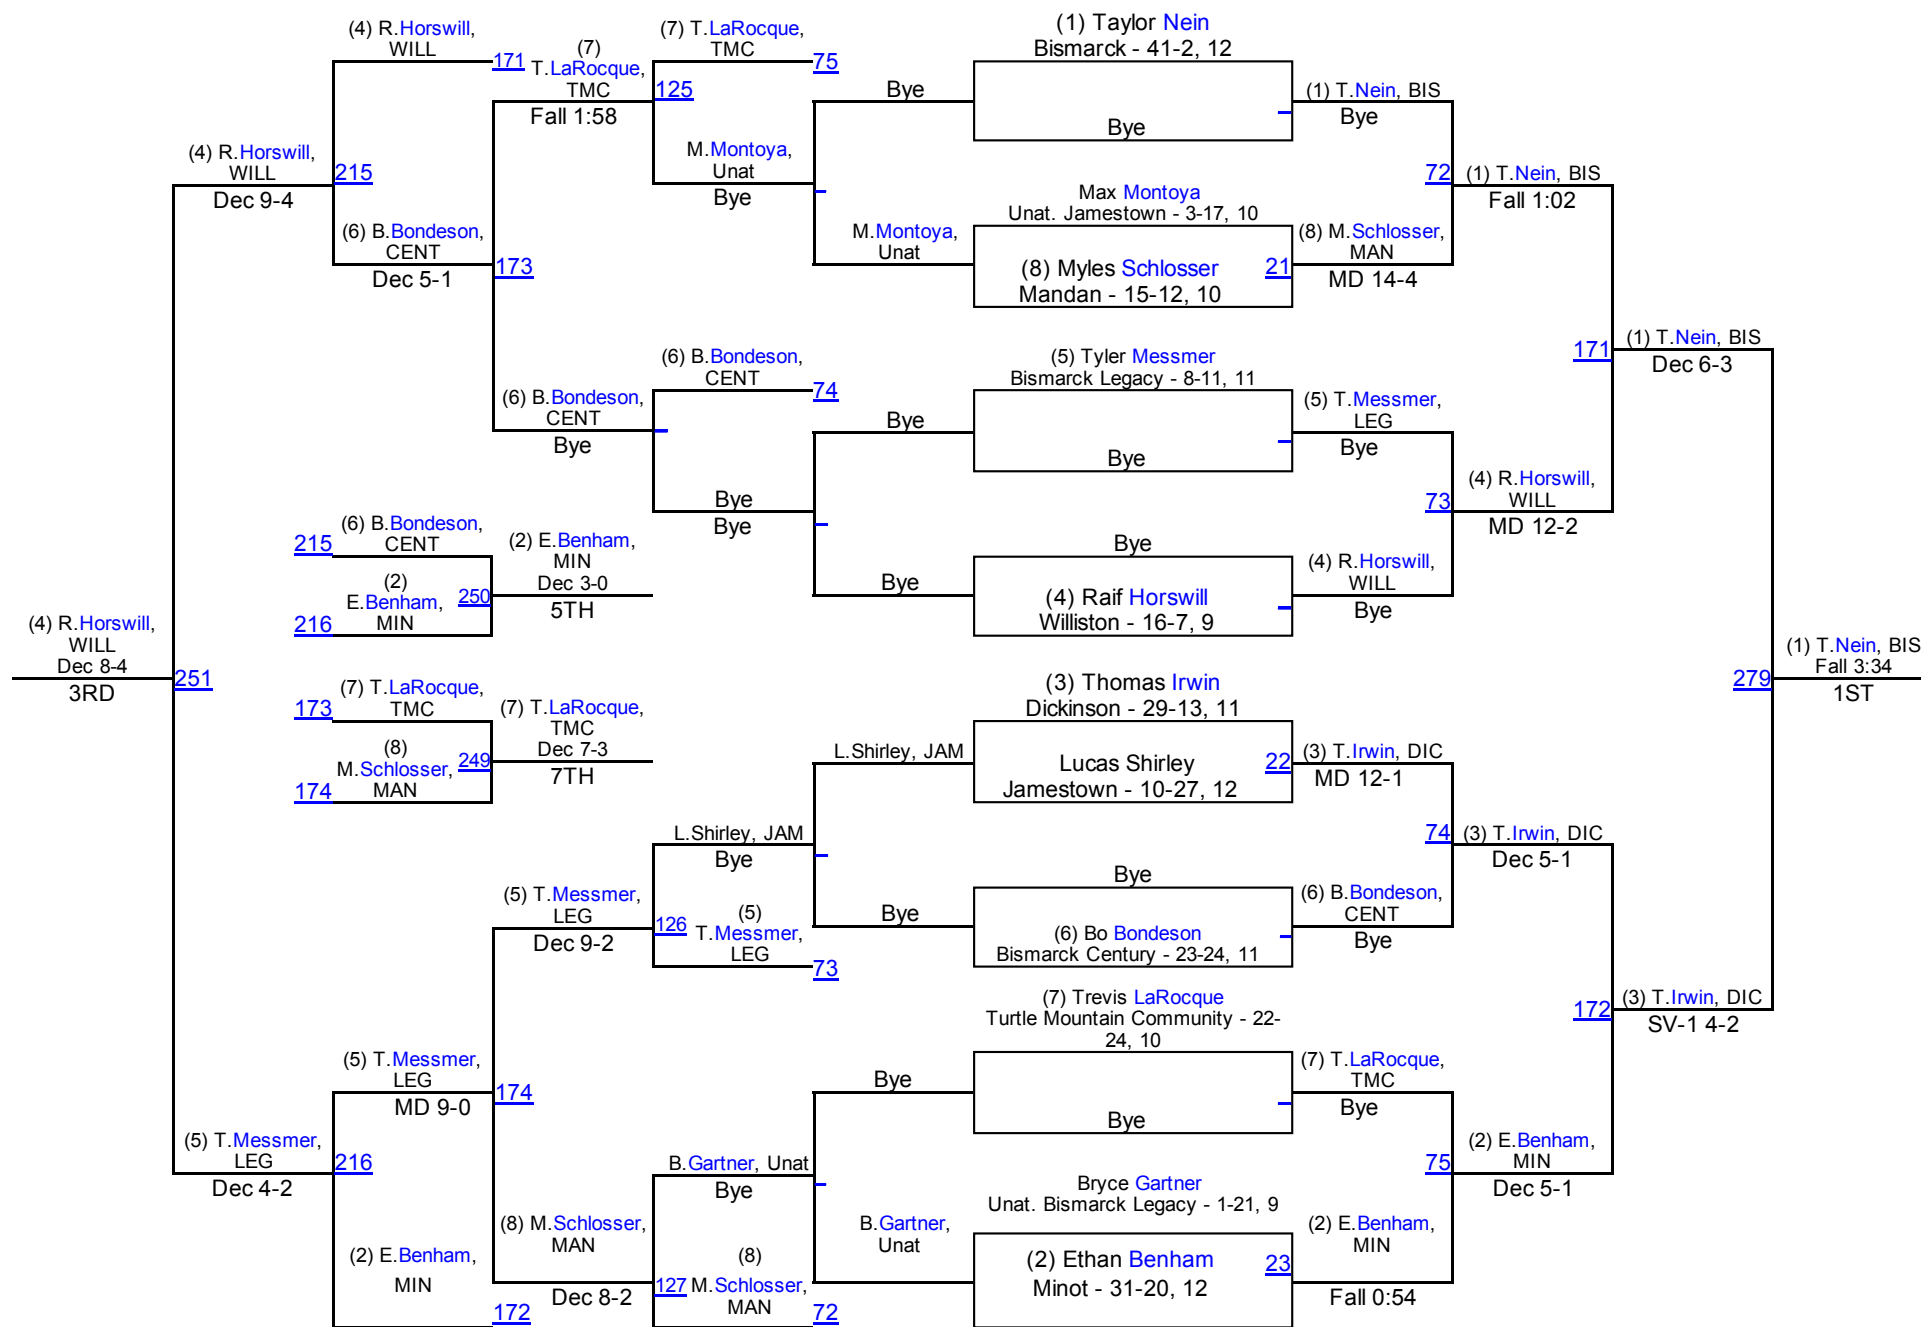 (4) R.Horswill,
WILL
171
(7)
T.LaRocque,
TMC
Fall 1:58
(7) T.LaRocque,
TMC
75
125
M.Montoya,
Unat
Bye
(4) R.Horswill,
WILL
Dec 9-4
215
(6) B.Bondeson,
CENT
Dec 5-1
173
Bye
M.Montoya,
Unat
(1) Taylor Nein
Bismarck - 41-2, 12
Bye
Max Montoya
Unat. Jamestown - 3-17, 10
(8) Myles Schlosser
Mandan - 15-12, 10
21
(1) T.Nein, BIS
Bye
72
(8) M.Schlosser,
MAN
MD 14-4
(1) T.Nein, BIS
Fall 1:02
(6) B.Bondeson,
CENT
74
(6) B.Bondeson,
CENT
Bye
Bye
Bye
Bye
Bye
(5) Tyler Messmer
Bismarck Legacy - 8-11, 11
Bye
Bye
(4) Raif Horswill
Williston - 16-7, 9
(5) T.Messmer,
LEG
Bye
73
(4) R.Horswill,
WILL
Bye
(4) R.Horswill,
WILL
MD 12-2
171
(1) T.Nein, BIS
Dec 6-3
215
(6) B.Bondeson,
CENT
(2)
E.Benham,
MIN
216
250
(2) E.Benham,
MIN
Dec 3-0
5TH
(4) R.Horswill,
WILL
Dec 8-4
3RD
251
173
(7) T.LaRocque,
TMC
(8)
M.Schlosser,
MAN
174
249
(7) T.LaRocque,
TMC
Dec 7-3
7TH
279
(1) T.Nein, BIS
Fall 3:34
1ST
L.Shirley, JAM
L.Shirley, JAM
Bye
Bye
(3) Thomas Irwin
Dickinson - 29-13, 11
Lucas Shirley
Jamestown - 10-27, 12
22
Bye
(6) Bo Bondeson
Bismarck Century - 23-24, 11
(3) T.Irwin, DIC
MD 12-1
74
(6) B.Bondeson,
CENT
Bye
(3) T.Irwin, DIC
Dec 5-1
(5) T.Messmer,
LEG
Dec 9-2
126
(5)
T.Messmer,
LEG
73
(5) T.Messmer,
LEG
MD 9-0
174
(5) T.Messmer,
LEG
Dec 4-2
216
(2) E.Benham,
MIN
172
(8) M.Schlosser,
MAN
Dec 8-2
B.Gartner, Unat
Bye
127
(8)
M.Schlosser,
MAN
72
Bye
B.Gartner,
Unat
(7) Trevis LaRocque
Turtle Mountain Community - 22-
24, 10
Bye
Bryce Gartner
Unat. Bismarck Legacy - 1-21, 9
(2) Ethan Benham
Minot - 31-20, 12
23
(7) T.LaRocque,
TMC
Bye
75
(2) E.Benham,
MIN
Fall 0:54
(2) E.Benham,
MIN
Dec 5-1
172
(3) T.Irwin, DIC
SV-1 4-2